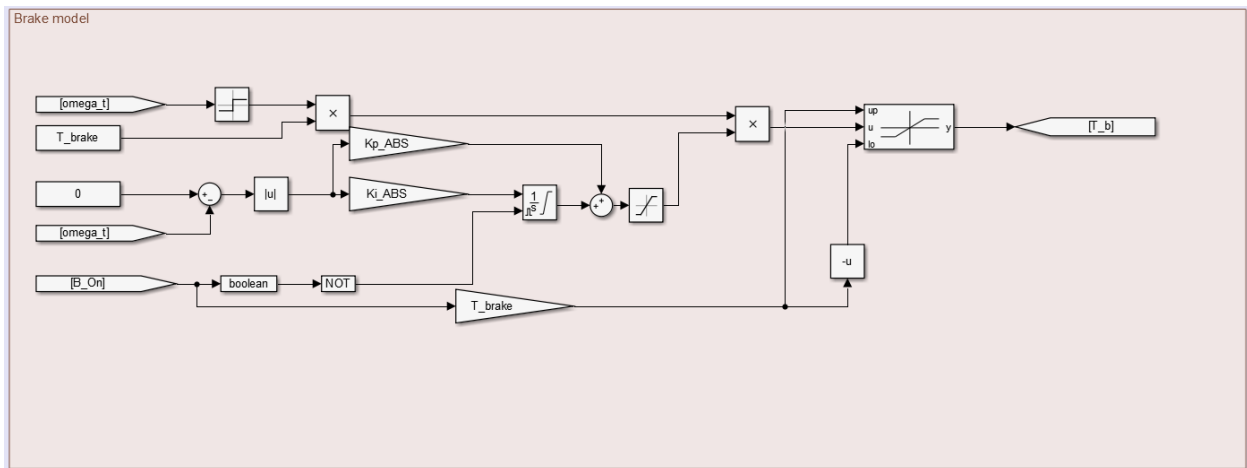 Brake model
[omega_t]
T_brake
×
Kp_ABS
×
up
u
lo
y
[T_b]
0
+
−
|u|
Ki_ABS
1
s
+
+
[omega_t]
[B_On]
boolean
NOT
T_brake
-u